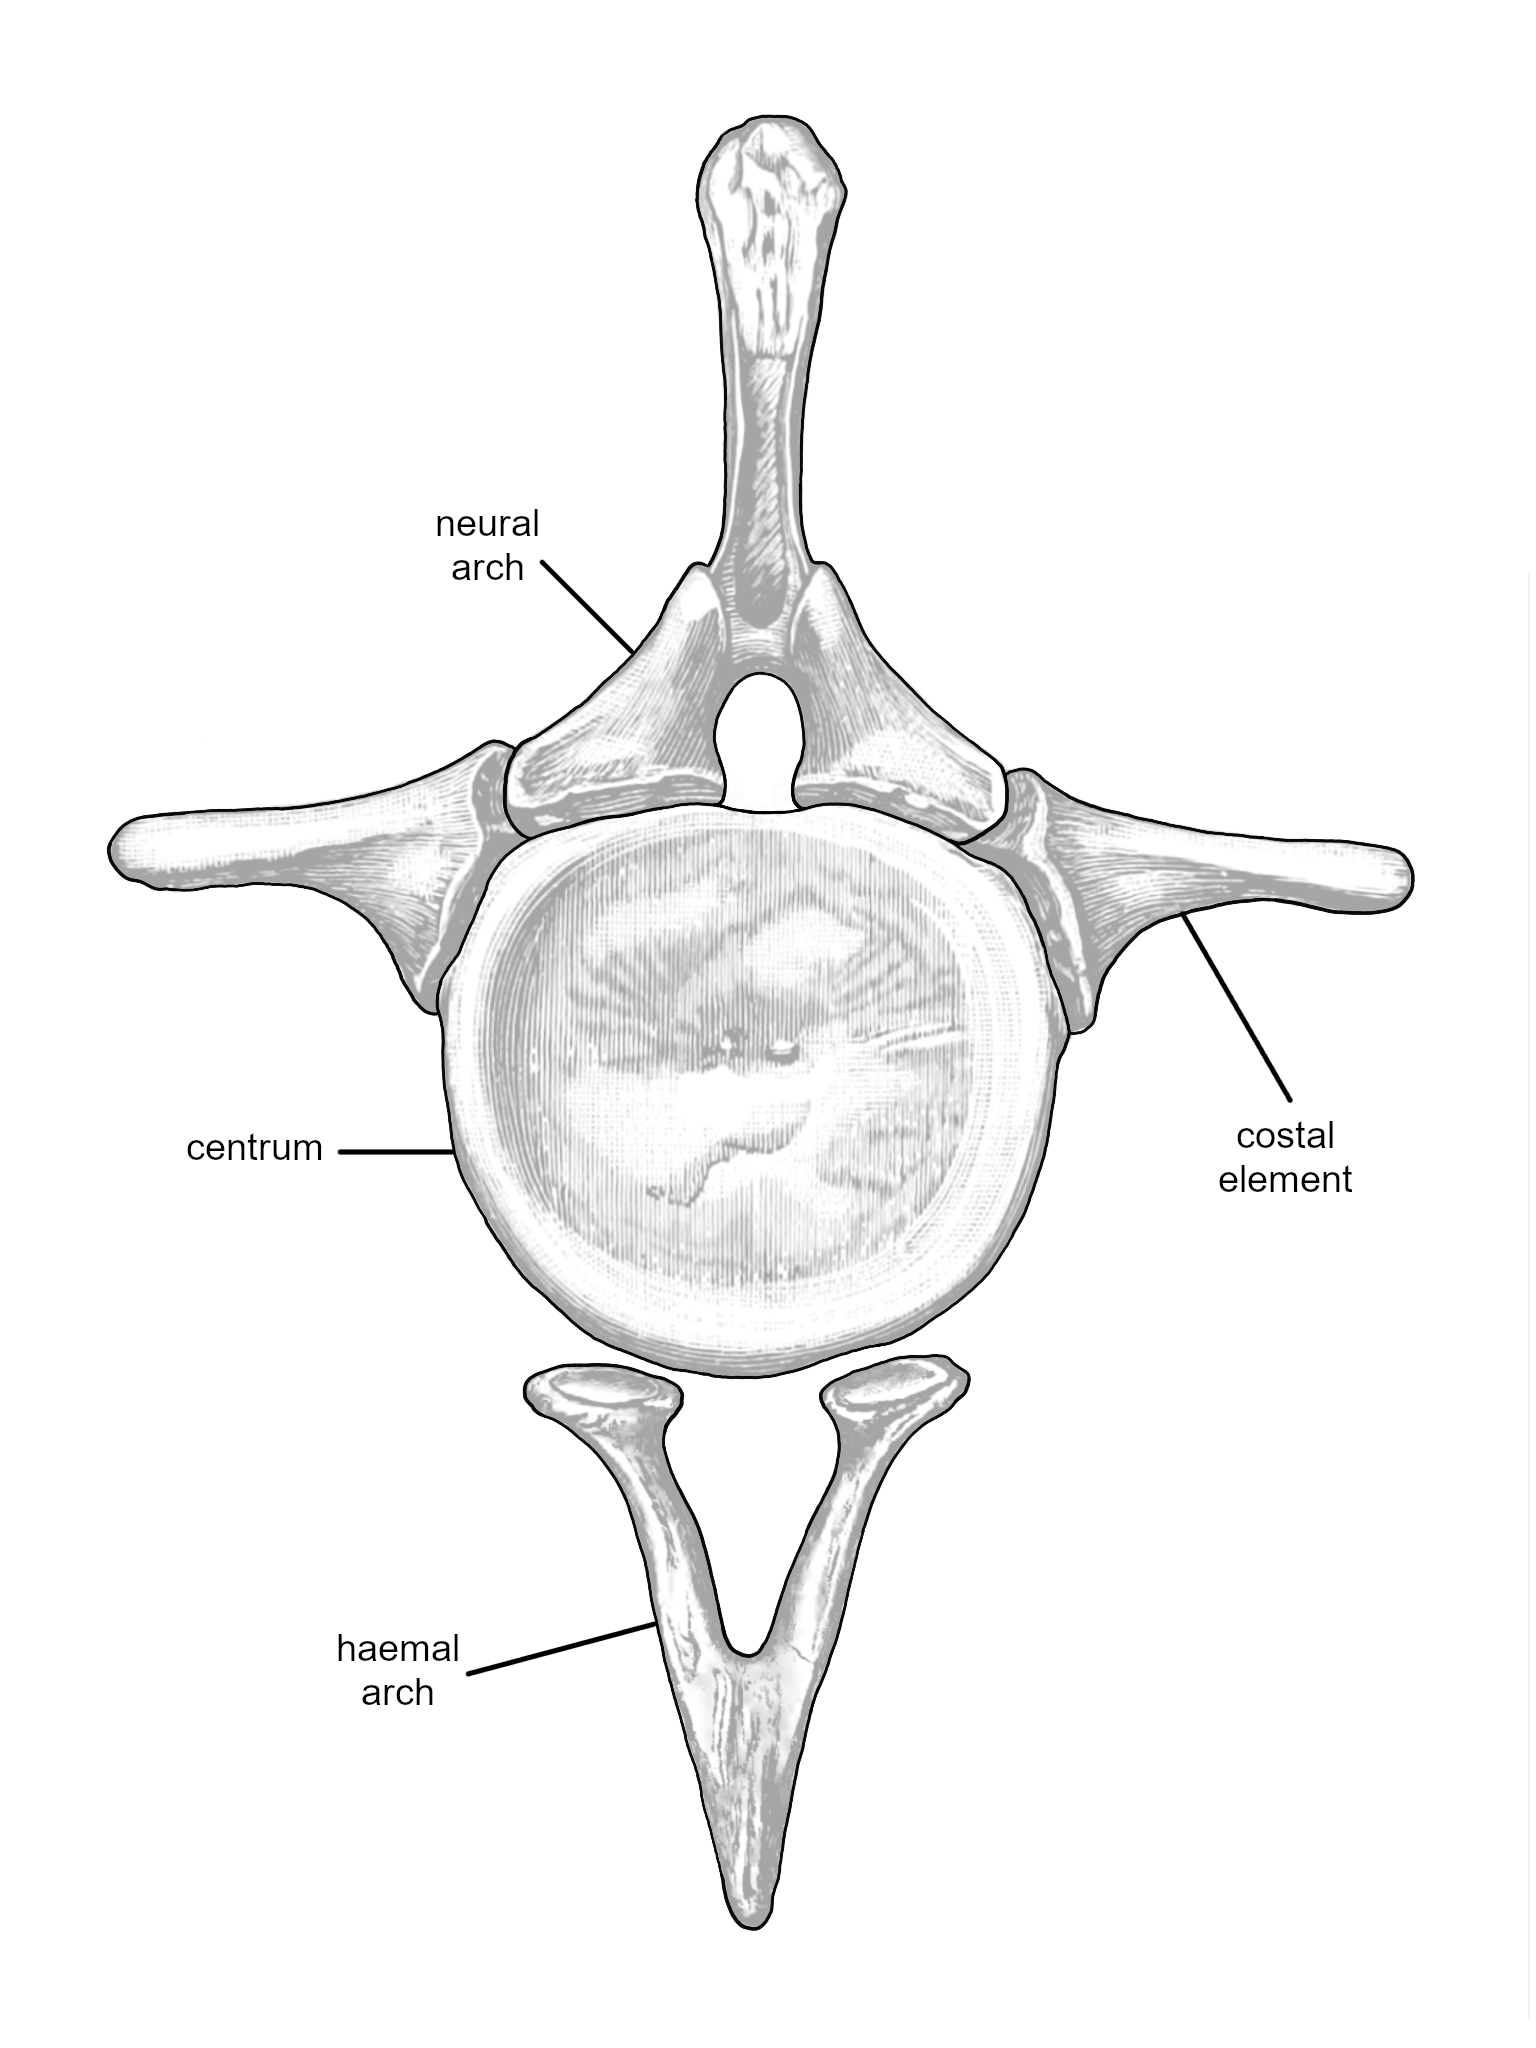 neural
arch
centrum
costal
element
haemal
arch